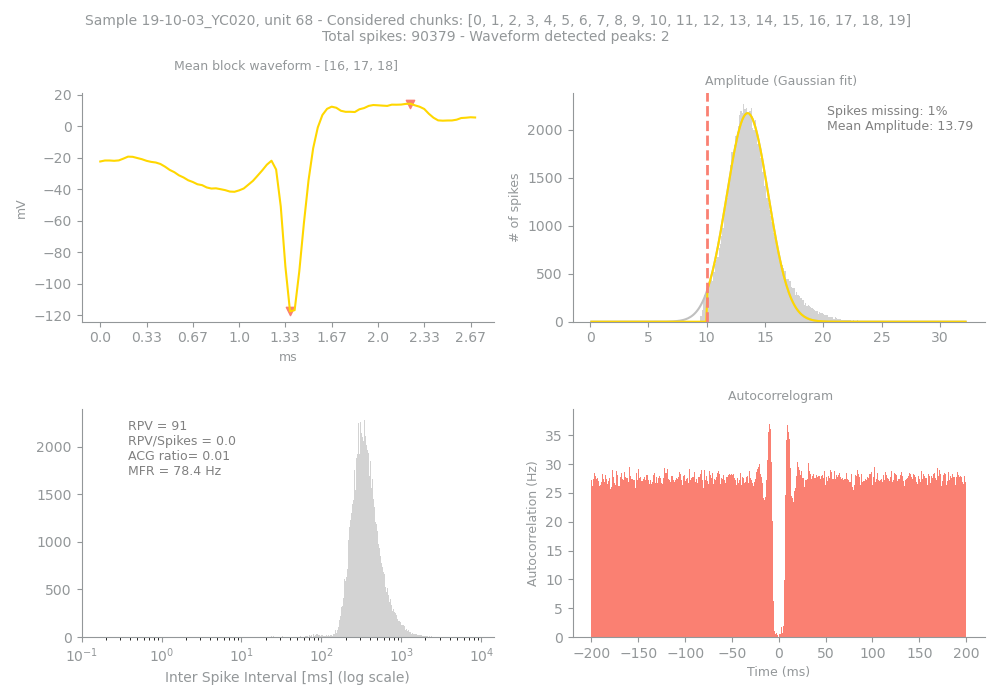 Sample 19-10-03_YC020, unit 68 - Considered chunks: [0, 1, 2, 3, 4, 5, 6, 7, 8, 9, 10, 11, 12, 13, 14, 15, 16, 17, 18, 19]
Total spikes: 90379 - Waveform detected peaks: 2
Mean block waveform - [16, 17, 18]
20
0
−20
−40
−60
−80
−100
−120
mV
0.0 0.33 0.67 1.0 1.33 1.67 2.0 2.33 2.67
ms
Amplitude (Gaussian fit)
Spikes missing: 1%
Mean Amplitude: 13.79
2000
1500
1000
500
0
# of spikes
0 5 10 15 20 25 30
RPV = 91
RPV/Spikes = 0.0
ACG ratio= 0.01
MFR = 78.4 Hz
2000
1500
1000
500
0
10⁻¹ 10⁰ 10¹ 10² 10³ 10⁴
Inter Spike Interval [ms] (log scale)
Autocorrelogram
35
30
25
20
15
10
5
0
Autocorrelation (Hz)
−200 −150 −100 −50 0 50 100 150 200
Time (ms)